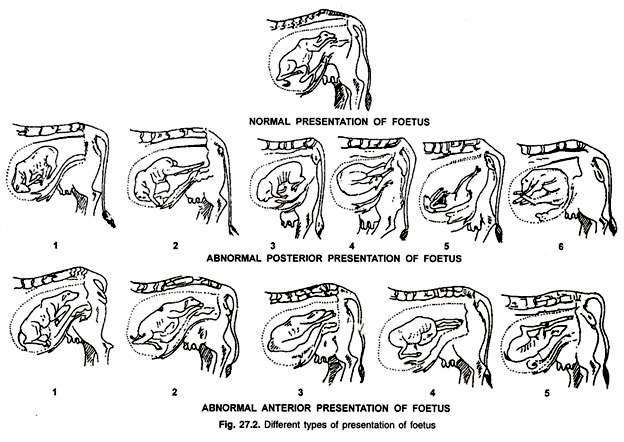 NORMAL PRESENTATION OF FOETUS
1 2 3 4 5 6
ABNORMAL POSTERIOR PRESENTATION OF FOETUS
1 2 3 4 5
ABNORMAL ANTERIOR PRESENTATION OF FOETUS
Fig. 27.2. Different types of presentation of foetus